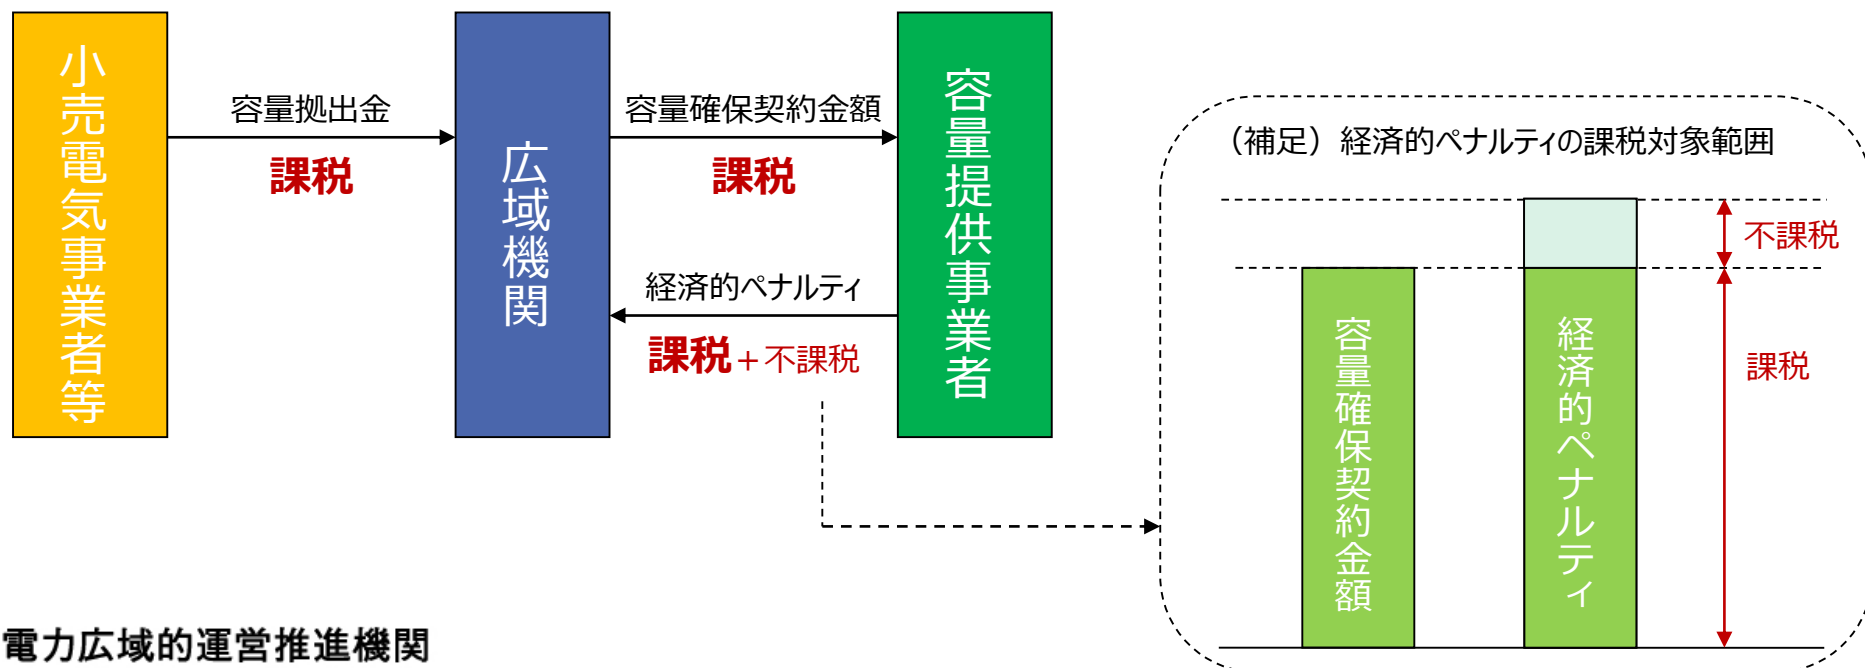 小売電気事業者等
容量拠出金
課税
広域機関
容量確保契約金額
課税
経済的ペナルティ
課税+不課税
容量提供事業者
（補足）経済的ペナルティの課税対象範囲
不課税
課税
容量確保契約金額
経済的ペナルティ
電力広域的運営推進機関